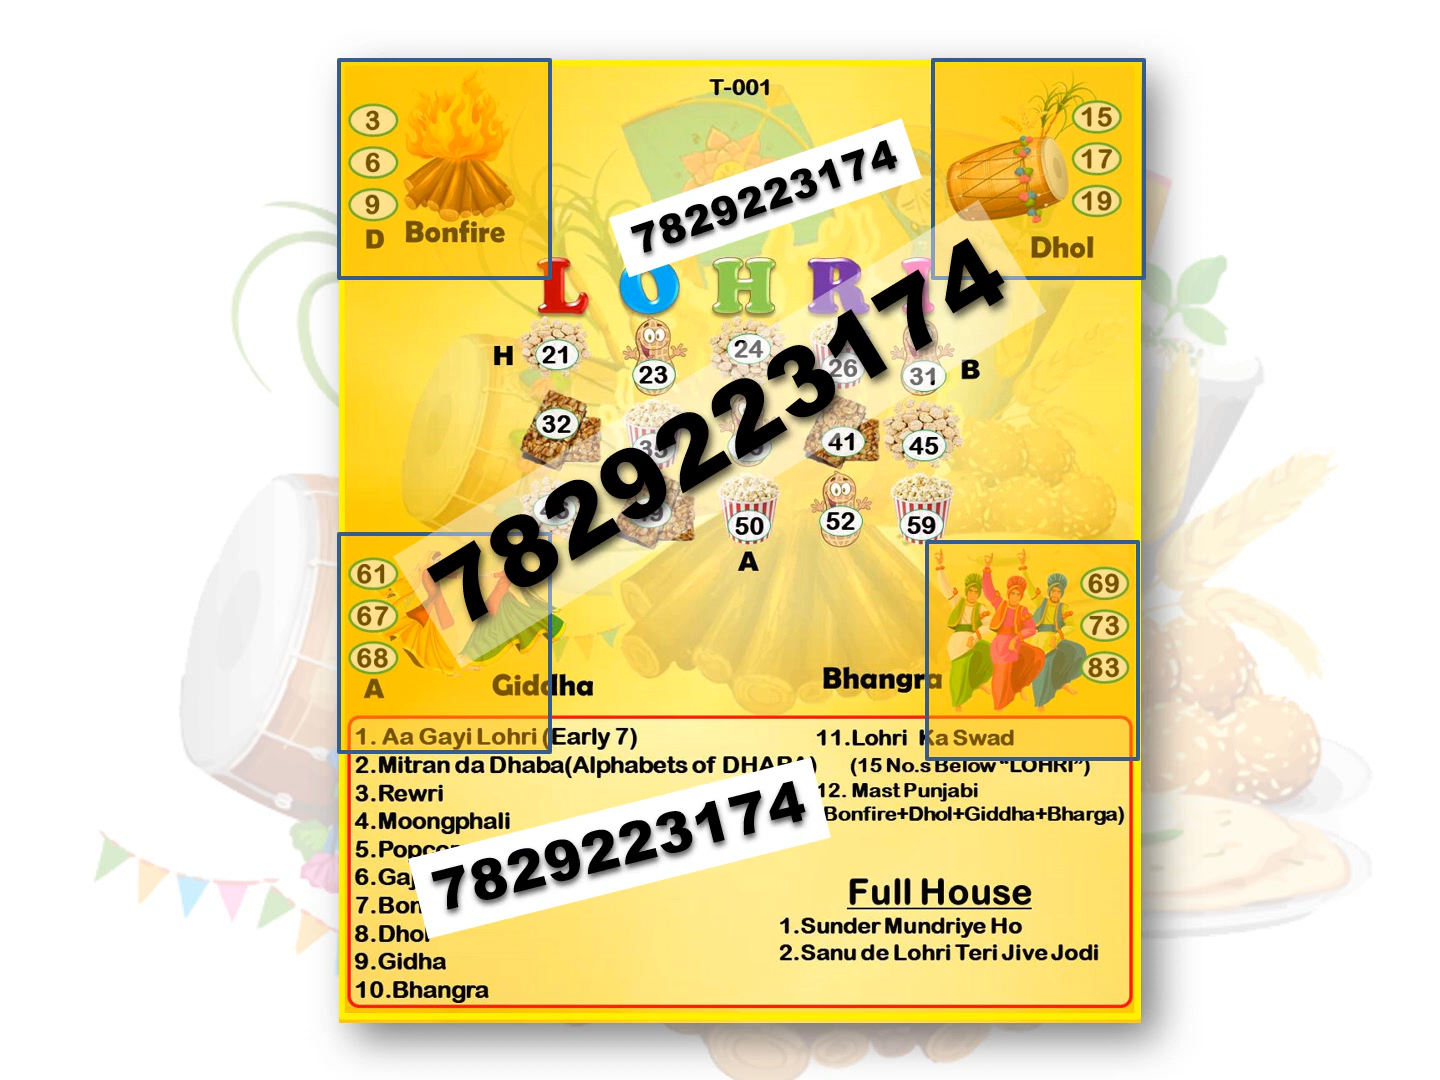 T-001
3
6
9
D
Bonfire
15
17
19
Dhol
7829223174
L O H R I
H 21 23 24 26 31 B
32 41 45
7829223174
50 52 59
A
61
67
68
A
Giddha
69
73
83
Bhangra
1. Aa Gayi Lohri (Early 7)
2.Mitran da Dhaba(Alphabets of DHABA)
3.Rewri
4.Moongphali
5.
6.
7.
8.Dhol
9.Gidha
10.Bhangra
7829223174
11.Lohri Ka Swad
(15 No.s Below "LOHRI")
12. Mast Punjabi
Bonfire+Dhol+Giddha+Bharga)
Full House
1.Sunder Mundriye Ho
2.Sanu de Lohri Teri Jive Jodi